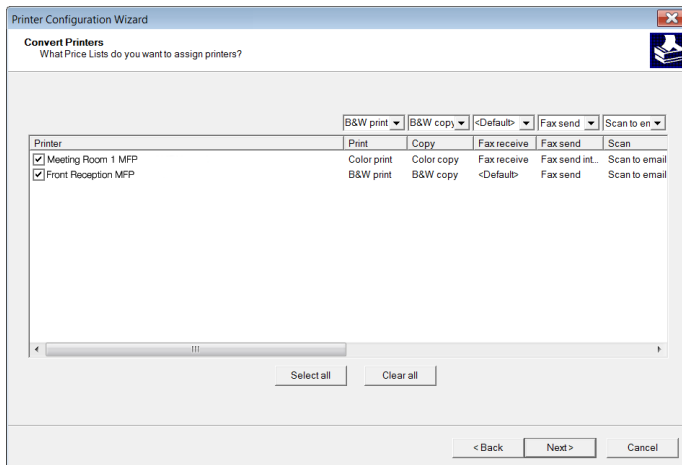 Printer Configuration Wizard
Convert Printers
What Price Lists do you want to assign printers?
B&W print B&W copy <Default> Fax send Scan to en
Printer Print Copy Fax receive Fax send Scan
Meeting Room 1 MFP Color print Color copy Fax receive Fax send int... Scan to email
Front Reception MFP B&W print B&W copy <Default> Fax send Scan to email
Select all Clear all
< Back Next > Cancel